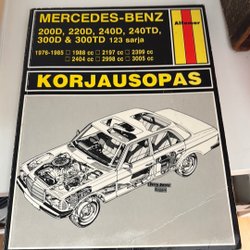 MERCEDES-BENZ
Alfamer
200D, 220D, 240D, 240TD,
300D & 300TD 123 sarja
1976-1985 □ 1988 cc □ 2197 cc □ 2399 cc
□ 2404 cc □ 2998 cc □ 3005 cc
KORJAUSOPAS